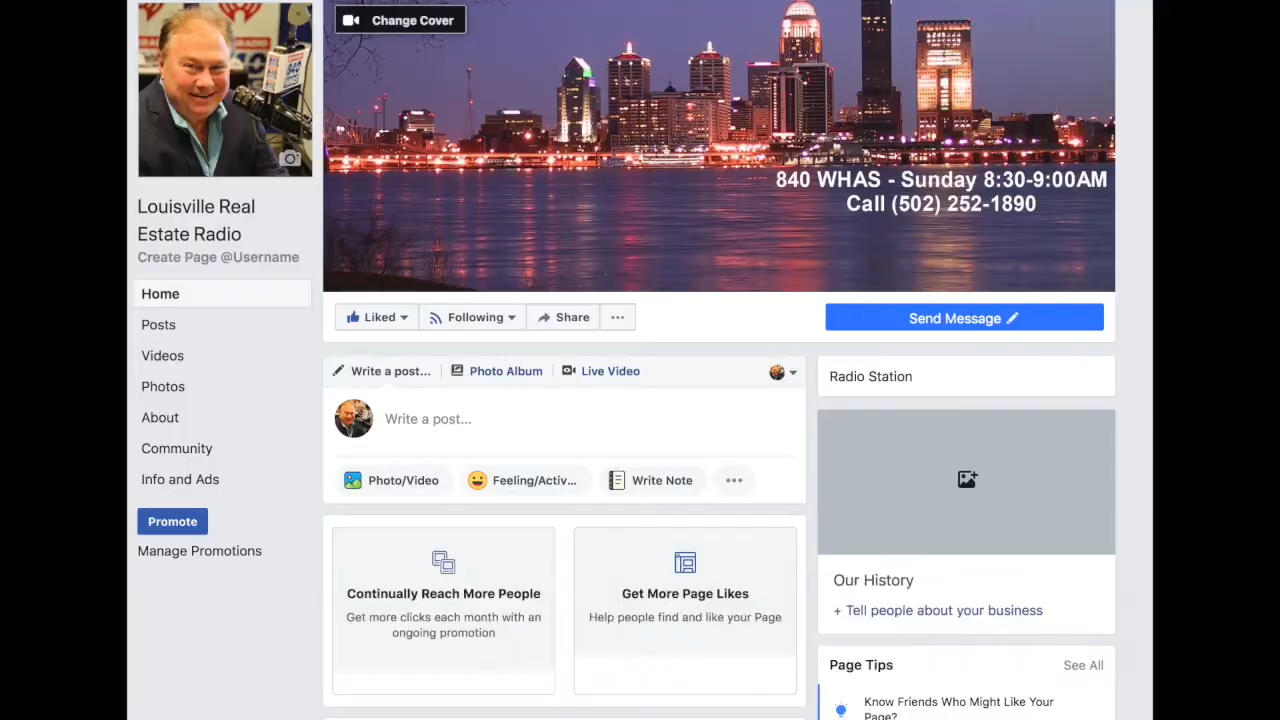 Change Cover
840
WHAS
840 WHAS - Sunday 8:30-9:00AM
Call (502) 252-1890
Louisville Real
Estate Radio
Create Page @Username
Home
Posts
Videos
Photos
About
Community
Info and Ads
Promote
Manage Promotions
Liked
Following
Share
Send Message
Write a post...
Photo Album
Live Video
Write a post...
Photo/Video
Feeling/Activ...
Write Note
Continually Reach More People
Get more clicks each month with an
ongoing promotion
Get More Page Likes
Help people find and like your Page
Radio Station
Our History
+ Tell people about your business
Page Tips
See All
Know Friends Who Might Like Your
Page?